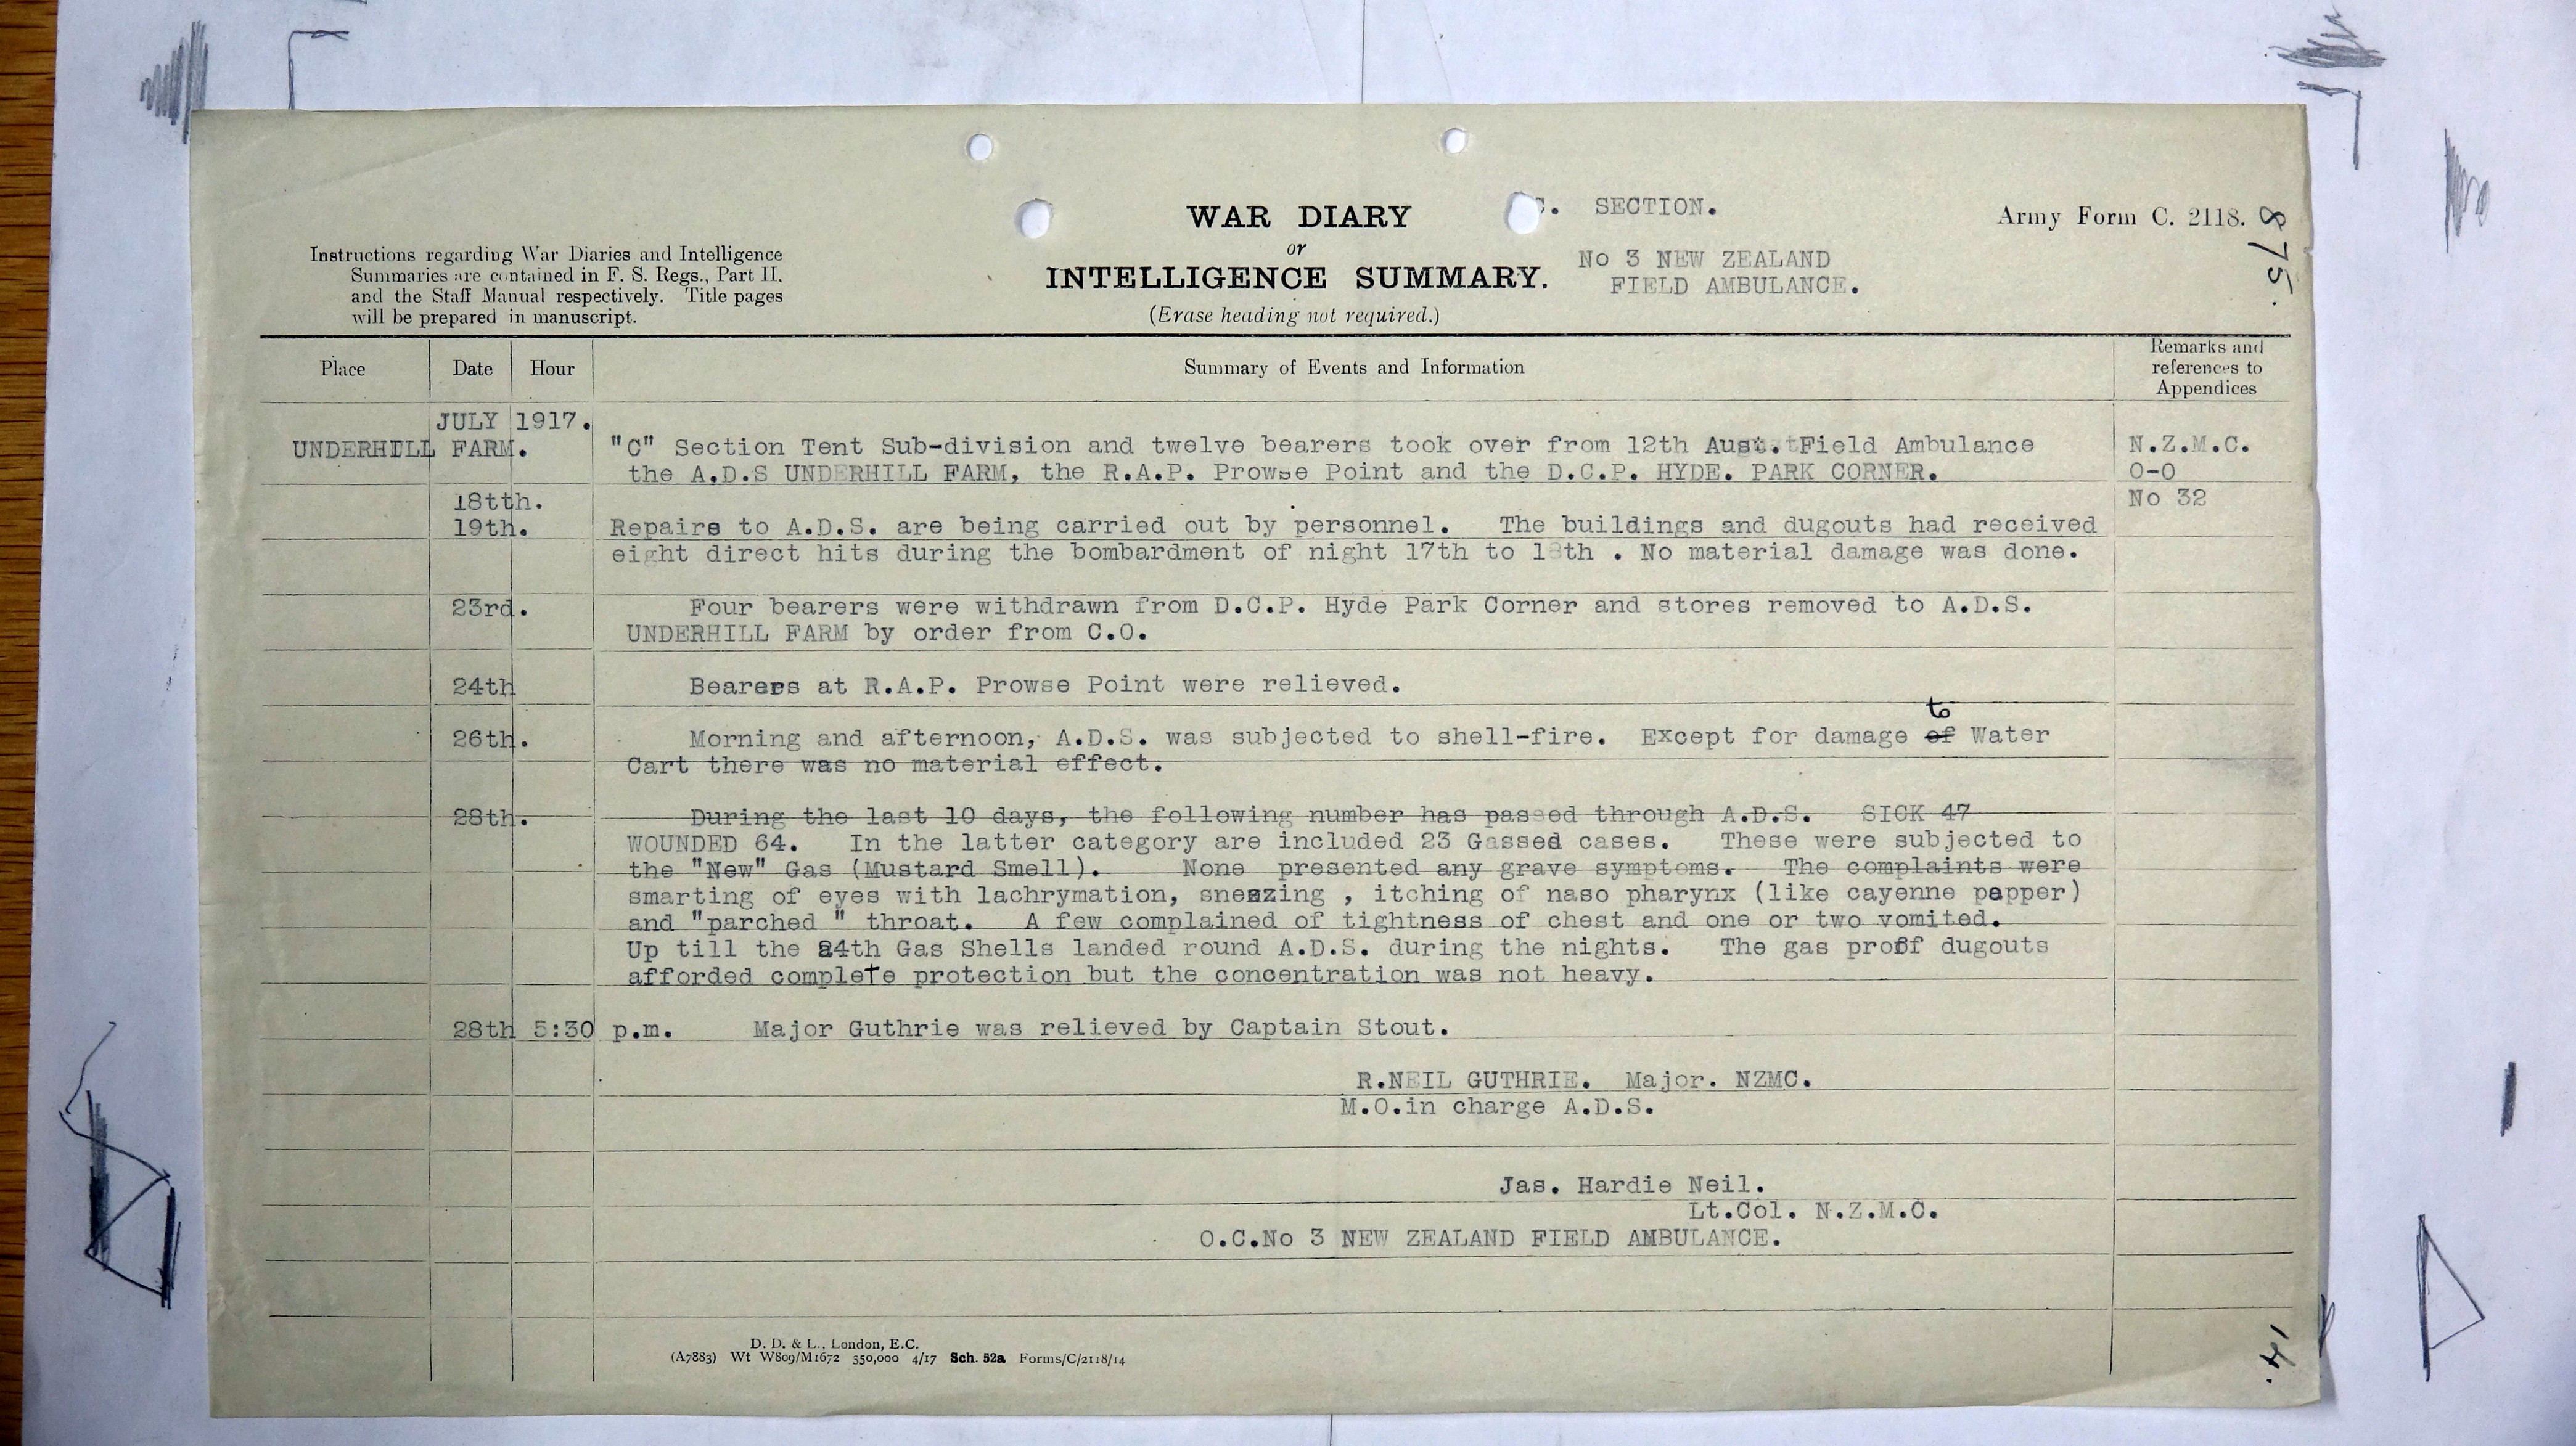 WAR DIARY
or
INTELLIGENCE SUMMARY.
(Erase heading not required.)
C. SECTION.
No 3 NEW ZEALAND
FIELD AMBULANCE.
Army Form C. 2118.
875.
Instructions regarding War Diaries and Intelligence
Summaries are contained in F. S. Regs., Part II.
and the Staff Manual respectively. Title pages
will be prepared in manuscript.
Place Date Hour Summary of Events and Information Remarks and
references to
Appendices
JULY 1917.
UNDERHILL FARM. "C" Section Tent Sub-division and twelve bearers took over from 12th Aust. Field Ambulance N.Z.M.C.
the A.D.S UNDERHILL FARM, the R.A.P. Prowse Point and the D.C.P. HYDE. PARK CORNER. O-O
18tth. No 32
19th. Repairs to A.D.S. are being carried out by personnel. The buildings and dugouts had received
eight direct hits during the bombardment of night 17th to 18th . No material damage was done.
23rd. Four bearers were withdrawn from D.C.P. Hyde Park Corner and stores removed to A.D.S.
UNDERHILL FARM by order from C.O.
24th Bearers at R.A.P. Prowse Point were relieved.
to
26th. Morning and afternoon, A.D.S. was subjected to shell-fire. Except for damage of Water
Cart there was no material effect.
28th. During the last 10 days, the following number has passed through A.D.S. SICK 47
WOUNDED 64. In the latter category are included 23 Gassed cases. These were subjected to
the "New" Gas (Mustard Smell). None presented any grave symptoms. The complaints were
smarting of eyes with lachrymation, sneezing , itching of naso pharynx (like cayenne pepper)
and "parched " throat. A few complained of tightness of chest and one or two vomited.
Up till the 24th Gas Shells landed round A.D.S. during the nights. The gas proff dugouts
afforded complete protection but the concentration was not heavy.
28th 5:30 p.m. Major Guthrie was relieved by Captain Stout.
R.NEIL GUTHRIE. Major. NZMC.
M.O.in charge A.D.S.
Jas. Hardie Neil.
Lt.Col. N.Z.M.C.
O.C.No 3 NEW ZEALAND FIELD AMBULANCE.
D. D. & L., London, E.C.
(A7883) Wt W809/M1672 350,000 4/17 Sch. 52a Forms/C/2118/14
14.